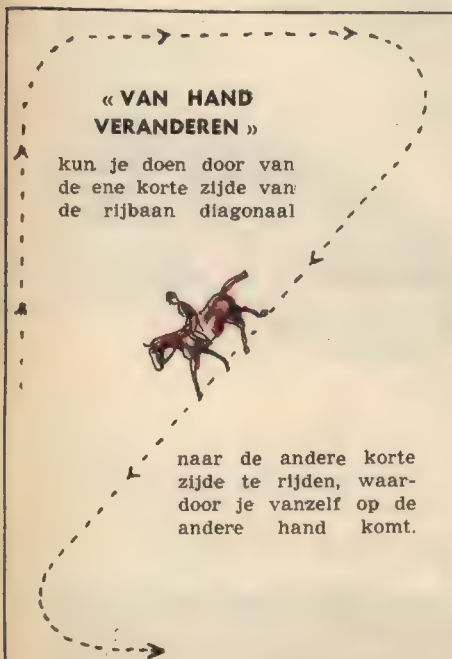 « VAN HAND
VERANDEREN »
kun je doen door van
de ene korte zijde van
de rijbaan diagonaal
naar de andere korte
zijde te rijden, waar-
door je vanzelf op de
andere hand komt.